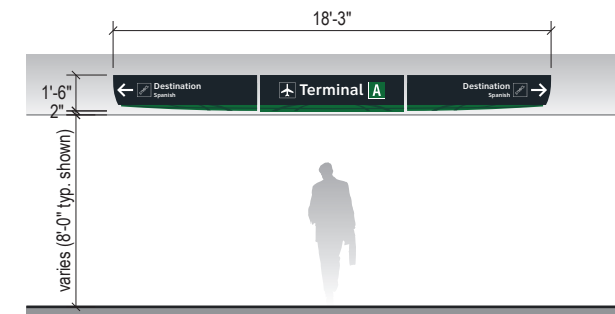 18'-3"
1'-6"
2"
varies (8'-0" typ. shown)
Destination
Spanish
Terminal A
Destination
Spanish